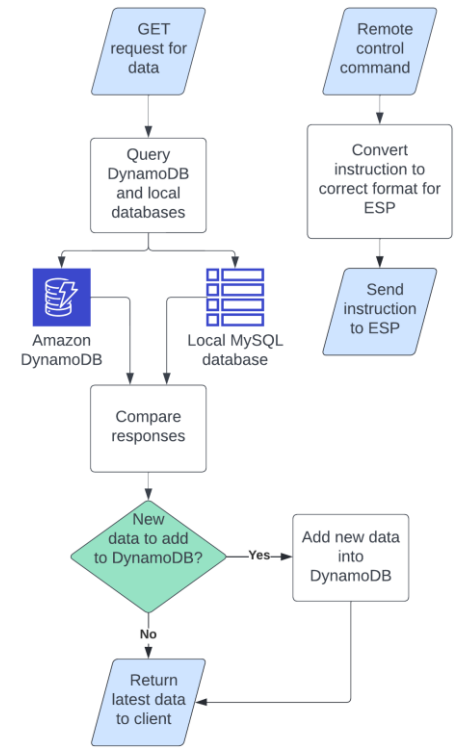 GET
request for
data
Remote
control
command
Query
DynamoDB
and local
databases
Convert
instruction to
correct format for
ESP
Amazon
DynamoDB
Local MySQL
database
Send
instruction
to ESP
Compare
responses
New
data to add
to DynamoDB?
Yes
Add new data
into
DynamoDB
No
Return
latest data
to client